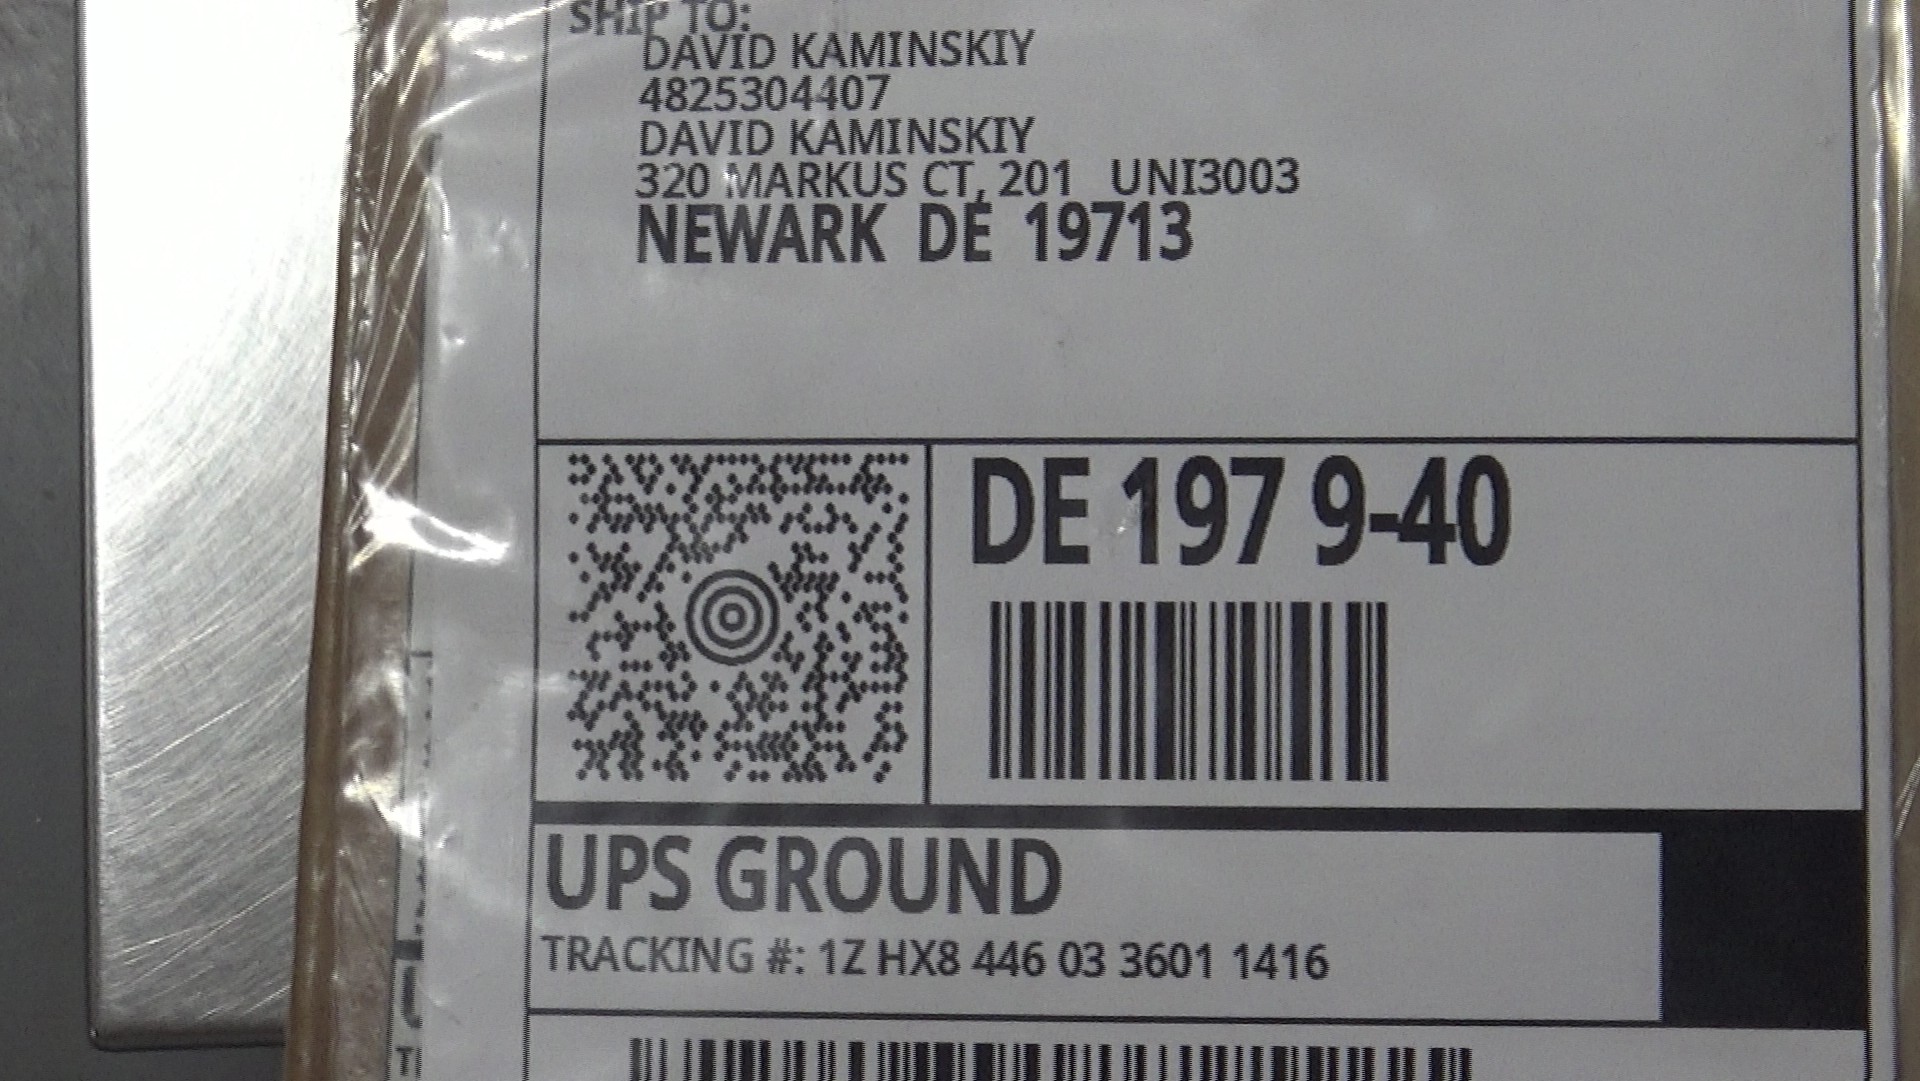 SHIP TO:
DAVID KAMINSKIY
4825304407
DAVID KAMINSKIY
320 MARKUS CT, 201 UNI3003
NEWARK DE 19713
DE 197 9-40
UPS GROUND
TRACKING #: 1Z HX8 446 03 3601 1416